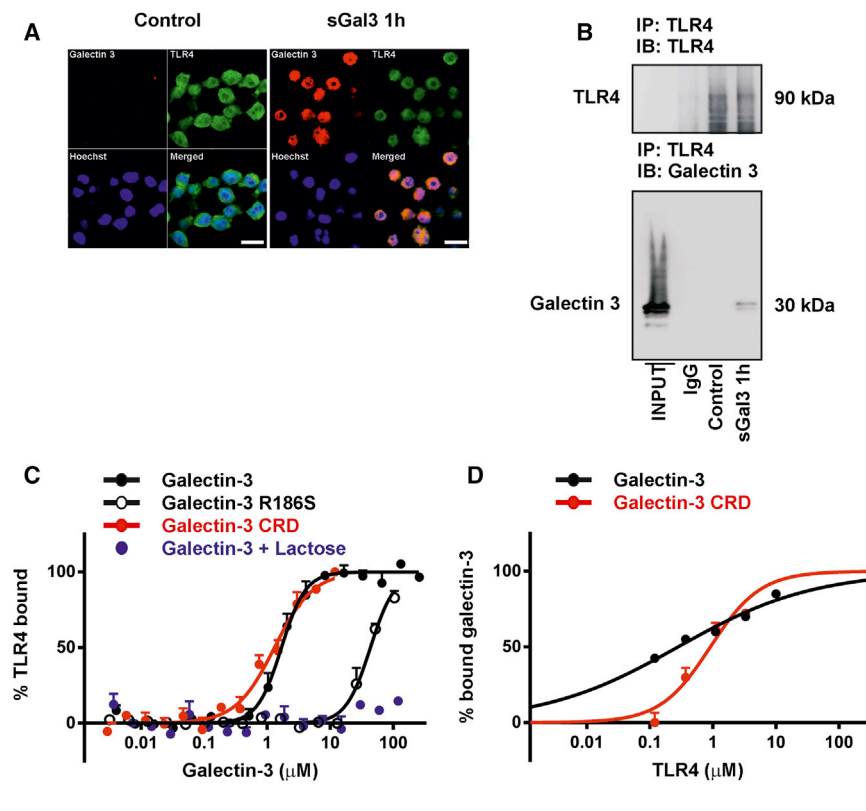 A
Control
sGal3 1h
Galectin 3
TLR4
Galectin 3
TLR4
Hoechst
Merged
Hoechst
Merged
B
IP: TLR4
IB: TLR4
TLR4
90 kDa
IP: TLR4
IB: Galectin 3
Galectin 3
30 kDa
INPUT
IgG
Control
sGal3 1h
C
Galectin-3
Galectin-3 R186S
Galectin-3 CRD
Galectin-3 + Lactose
% TLR4 bound
100
50
0
0.01
0.1
1
10
100
Galectin-3 (μM)
D
Galectin-3
Galectin-3 CRD
% bound galectin-3
100
50
0
0.01
0.1
1
10
100
TLR4 (μM)